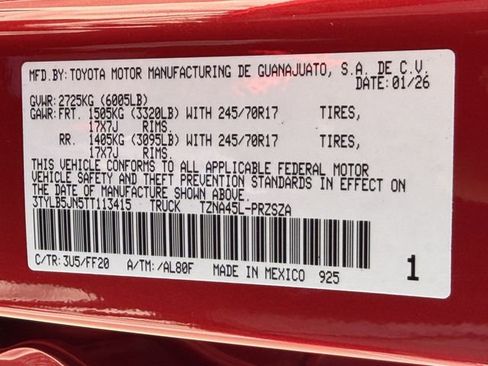 MFD.BY:TOYOTA MOTOR MANUFACTURING DE GUANAJUATO, S.A. DE C.V.
DATE:01/26
GVWR:2725KG (6005LB)
GAWR:FRT. 1505KG (3320LB) WITH 245/70R17 TIRES,
17X7J RIMS.
RR. 1405KG (3095LB) WITH 245/70R17 TIRES,
17X7J RIMS.
THIS VEHICLE CONFORMS TO ALL APPLICABLE FEDERAL MOTOR
VEHICLE SAFETY AND THEFT PREVENTION STANDARDS IN EFFECT ON
THE DATE OF MANUFACTURE SHOWN ABOVE.
3TYLB5JN5TT113415 TRUCK TZNA45L-PRZSZA
C/TR:3U5/FF20 A/TM:/AL80F MADE IN MEXICO 925 1